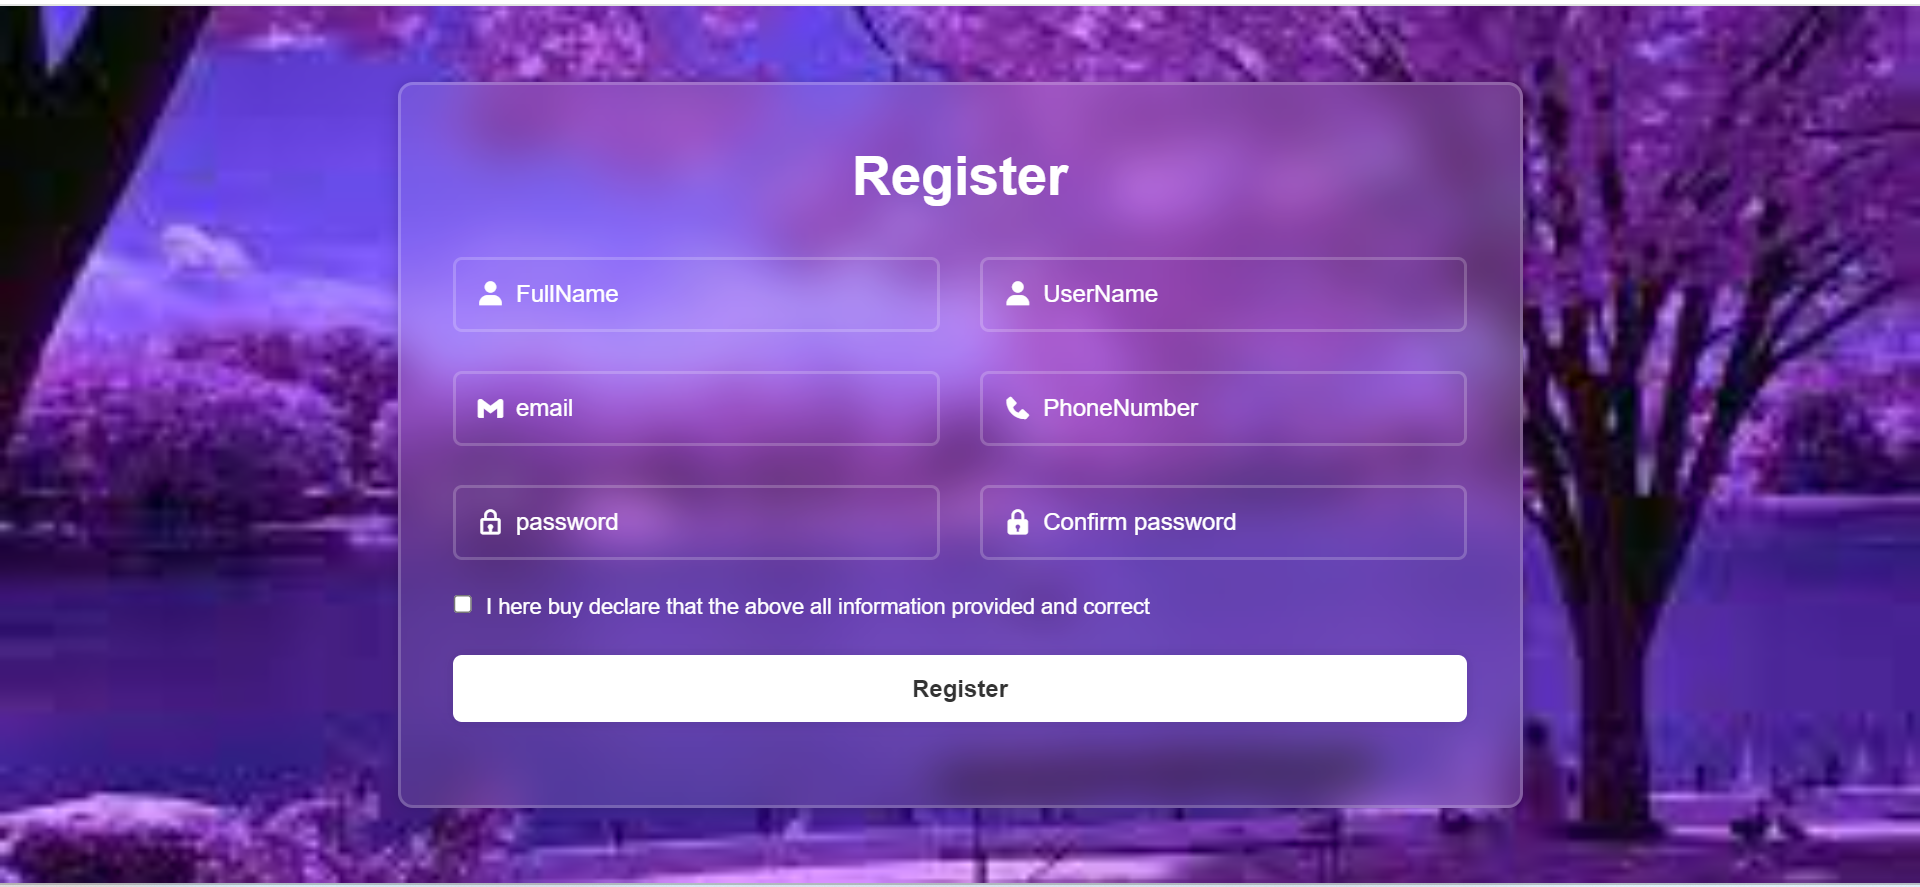 Register
FullName
UserName
email
PhoneNumber
password
Confirm password
I here buy declare that the above all information provided and correct
Register